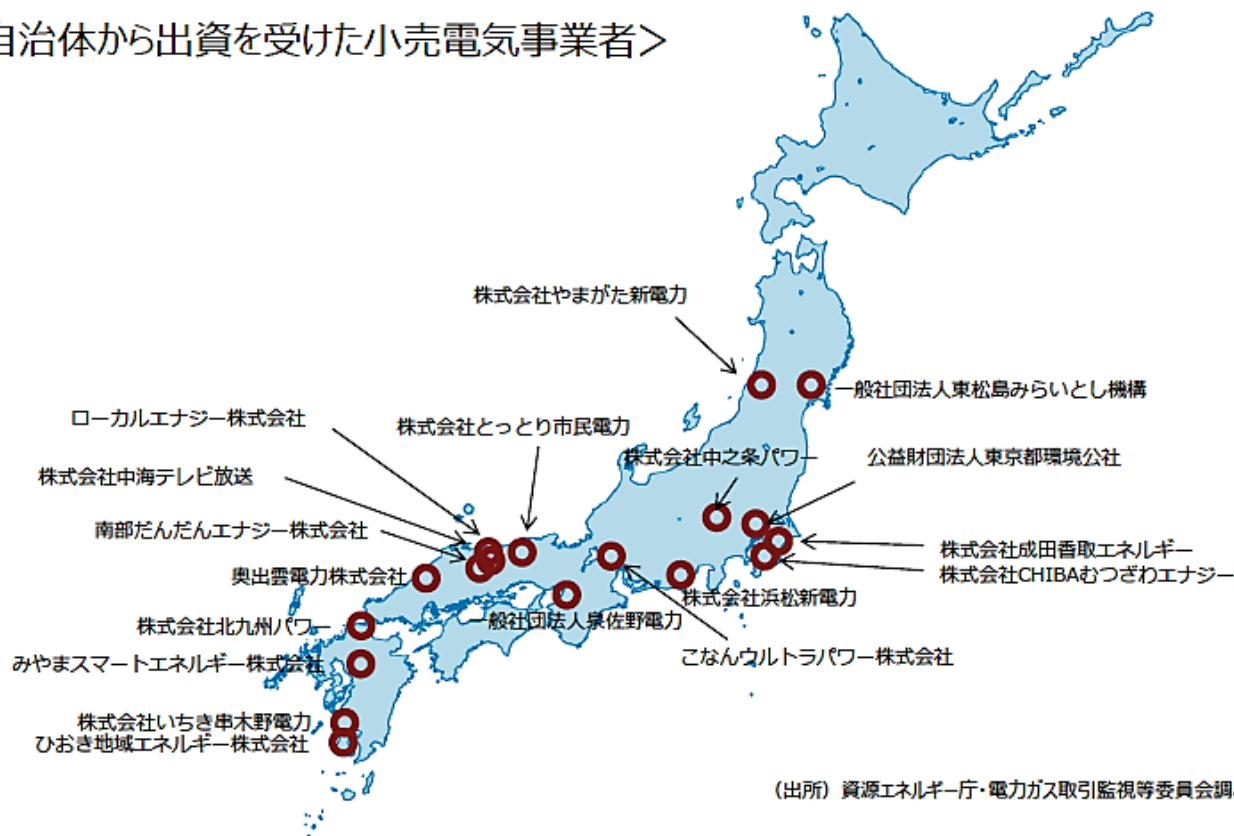 自治体から出資を受けた小売電気事業者＞
株式会社やまがた新電力
一般社団法人東松島みらいとし機構
ローカルエナジー株式会社
株式会社とっとり市民電力
株式会社中之条パワー
公益財団法人東京都環境公社
株式会社中海テレビ放送
南部だんだんエナジー株式会社
株式会社成田香取エネルギー
株式会社CHIBAむつざわエナジー
奥出雲電力株式会社
株式会社浜松新電力
一般社団法人泉佐野電力
株式会社北九州パワー
こなんウルトラパワー株式会社
みやまスマートエネルギー株式会社
株式会社いちき串木野電力
ひおき地域エネルギー株式会社
（出所）資源エネルギー庁・電力ガス取引監視等委員会調